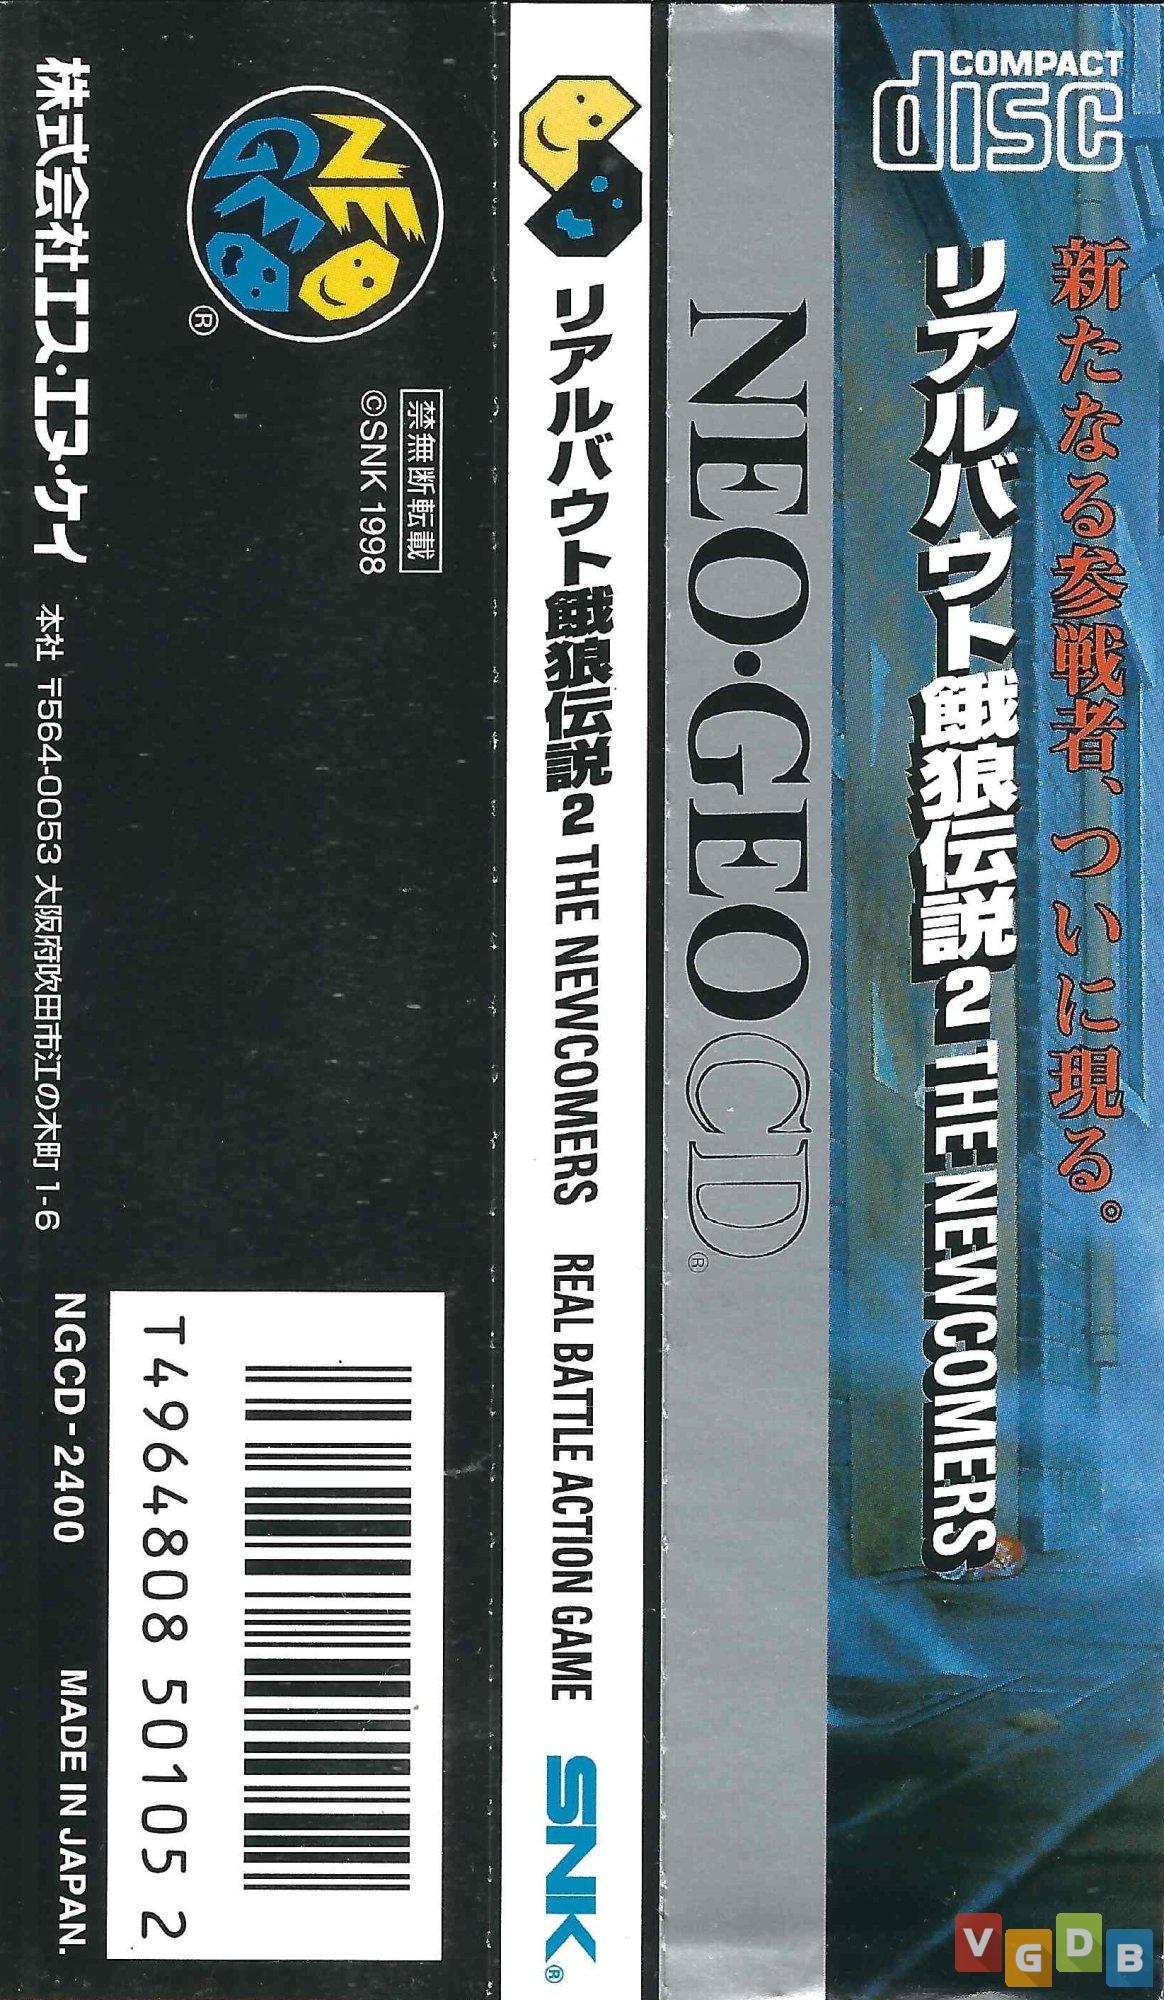 COMPACT
disc
新たなる参戦者、ついに現る。
リアルバウト餓狼伝説2 THE NEWCOMERS
NEO・GEO CD®
リアルバウト餓狼伝説2 THE NEWCOMERS REAL BATTLE ACTION GAME SNK®
NEO
GEO
®
禁無断転載
©SNK 1998
株式会社エス・エヌ・ケイ 本社 〒564-0053 大阪府吹田市江の木町1-6 NGCD-2400 MADE IN JAPAN.
T4964808 50105 2
VGDB